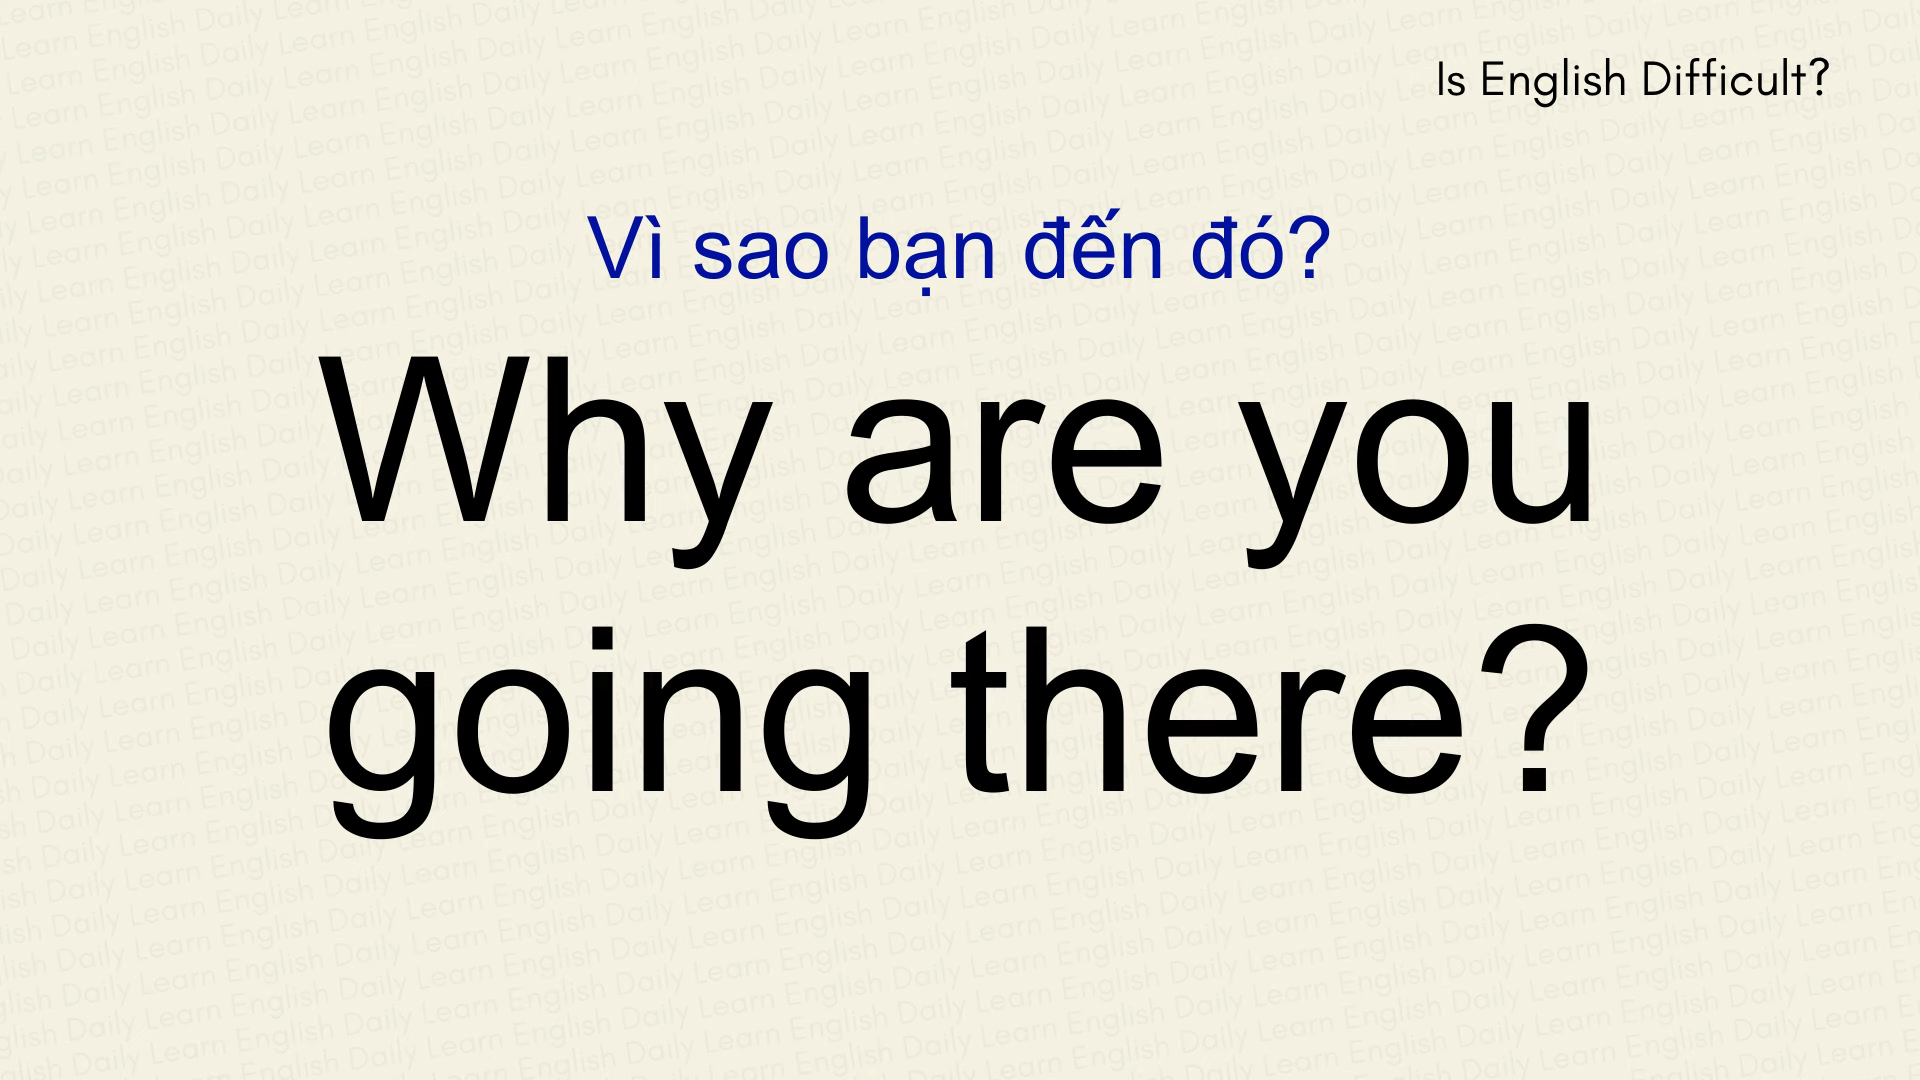 Is English Difficult?
Vì sao bạn đến đó?
Why are you
going there?